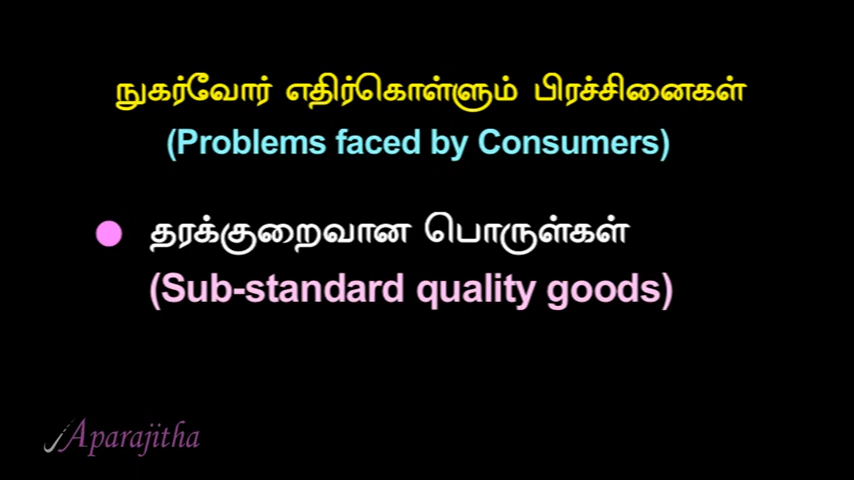 நுகர்வோர் எதிர்கொள்ளும் பிரச்சினைகள்
(Problems faced by Consumers)
தரக்குறைவான பொருள்கள்
(Sub-standard quality goods)
Aparajitha